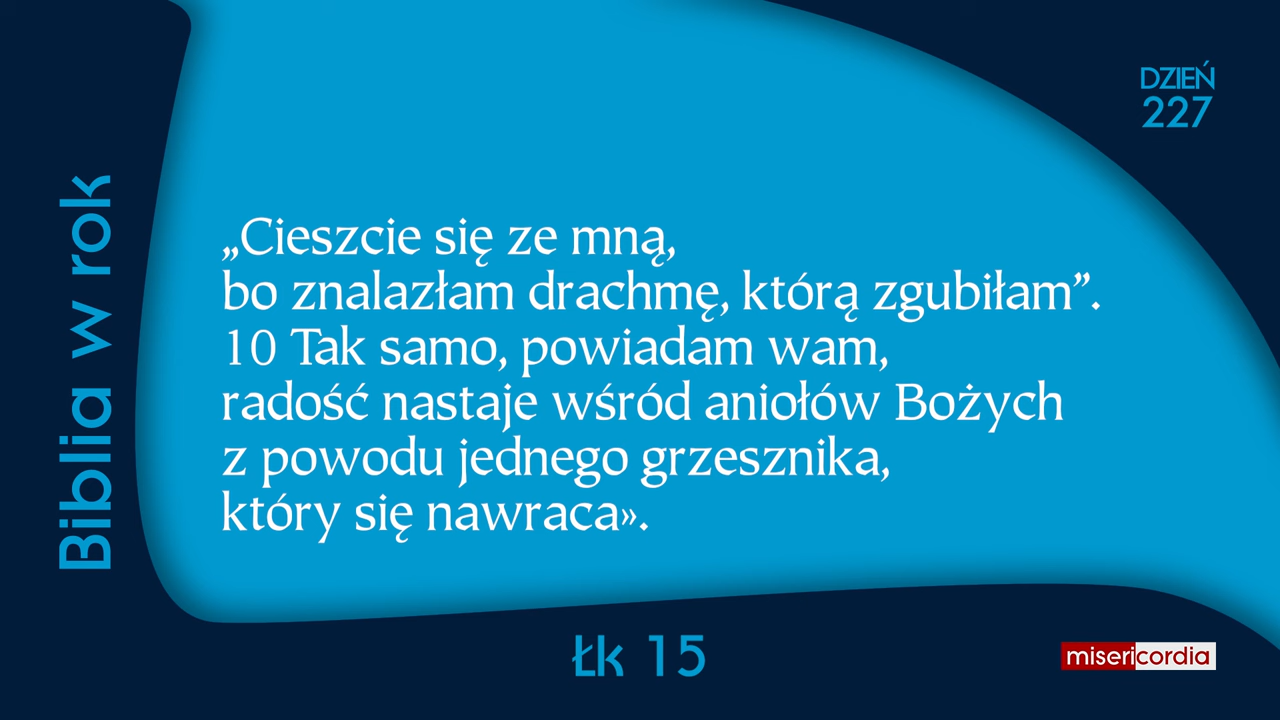 DZIEŃ
227
Biblia w rok
„Cieszcie się ze mną,
bo znalazłam drachmę, którą zgubiłam”.
10 Tak samo, powiadam wam,
radość nastaje wśród aniołów Bożych
z powodu jednego grzesznika,
który się nawraca».
Łk 15
misericordia